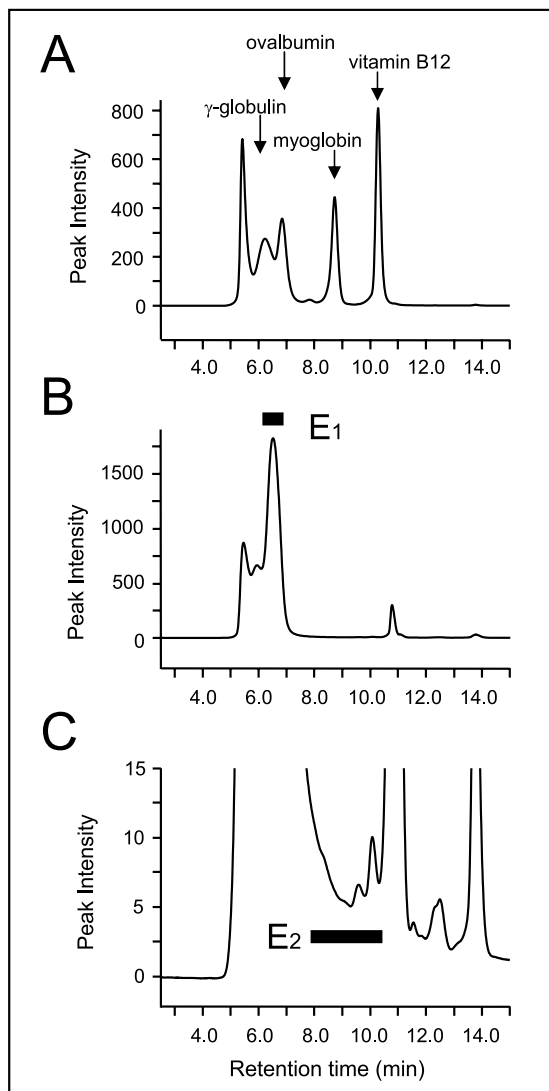 A
ovalbumin
vitamin B12
γ-globulin
myoglobin
Peak Intensity
800
600
400
200
0
4.0 6.0 8.0 10.0 12.0 14.0
B
E1
Peak Intensity
1500
1000
500
0
4.0 6.0 8.0 10.0 12.0 14.0
C
Peak Intensity
15
10
5
0
E2
4.0 6.0 8.0 10.0 12.0 14.0
Retention time (min)